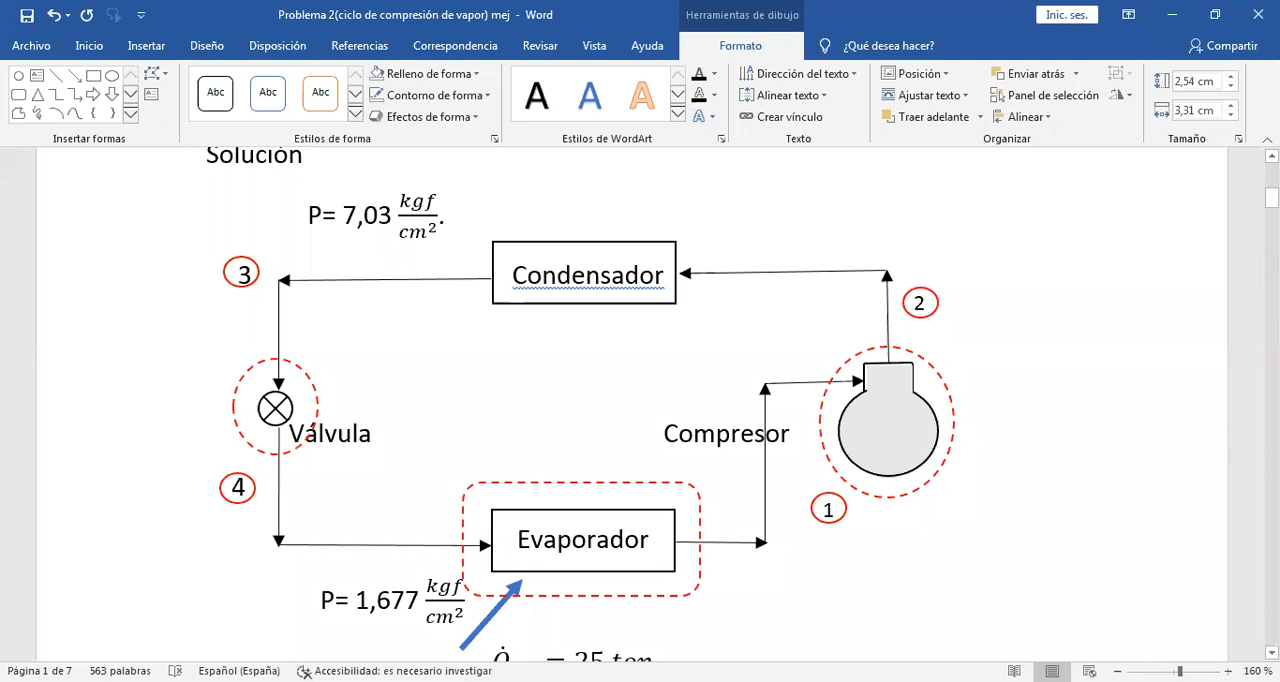 Problema 2(ciclo de compresión de vapor) mej - Word
Herramientas de dibujo
Inic. ses.
Archivo Inicio Insertar Diseño Disposición Referencias Correspondencia Revisar Vista Ayuda Formato ¿Qué desea hacer? Compartir
Abc Abc Abc
Relleno de forma
Contorno de forma
Efectos de forma
A A A
Dirección del texto
Alinear texto
Crear vínculo
Posición
Ajustar texto
Traer adelante
Enviar atrás
Panel de selección
Alinear
2,54 cm
3,31 cm
Insertar formas Estilos de forma Estilos de WordArt Texto Organizar Tamaño
Solución
P= 7,03 kgf/cm².
3
Condensador
2
Válvula
Compresor
4
1
Evaporador
P= 1,677 kgf/cm²
Q̇ = 25 ton
Página 1 de 7 563 palabras Español (España) Accesibilidad: es necesario investigar 160 %